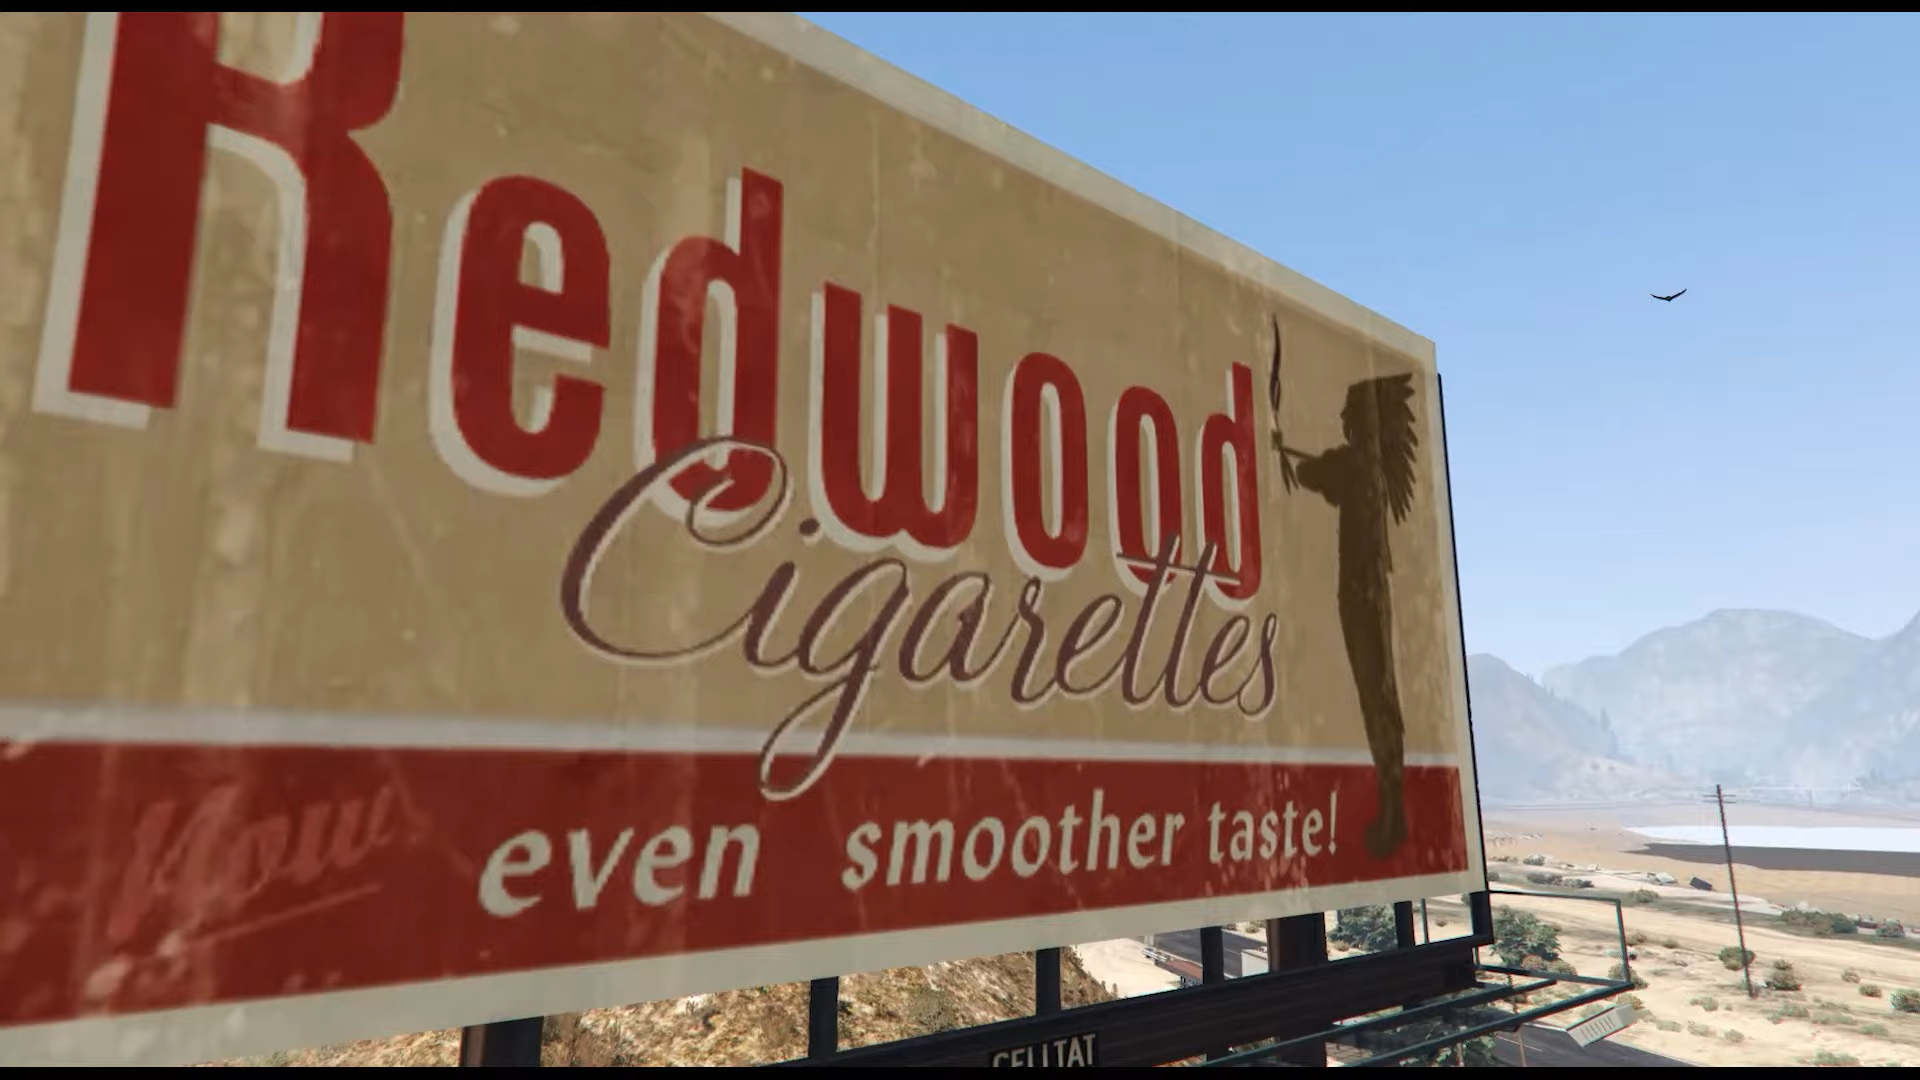 Redwood
Cigarettes
Now
even smoother taste!